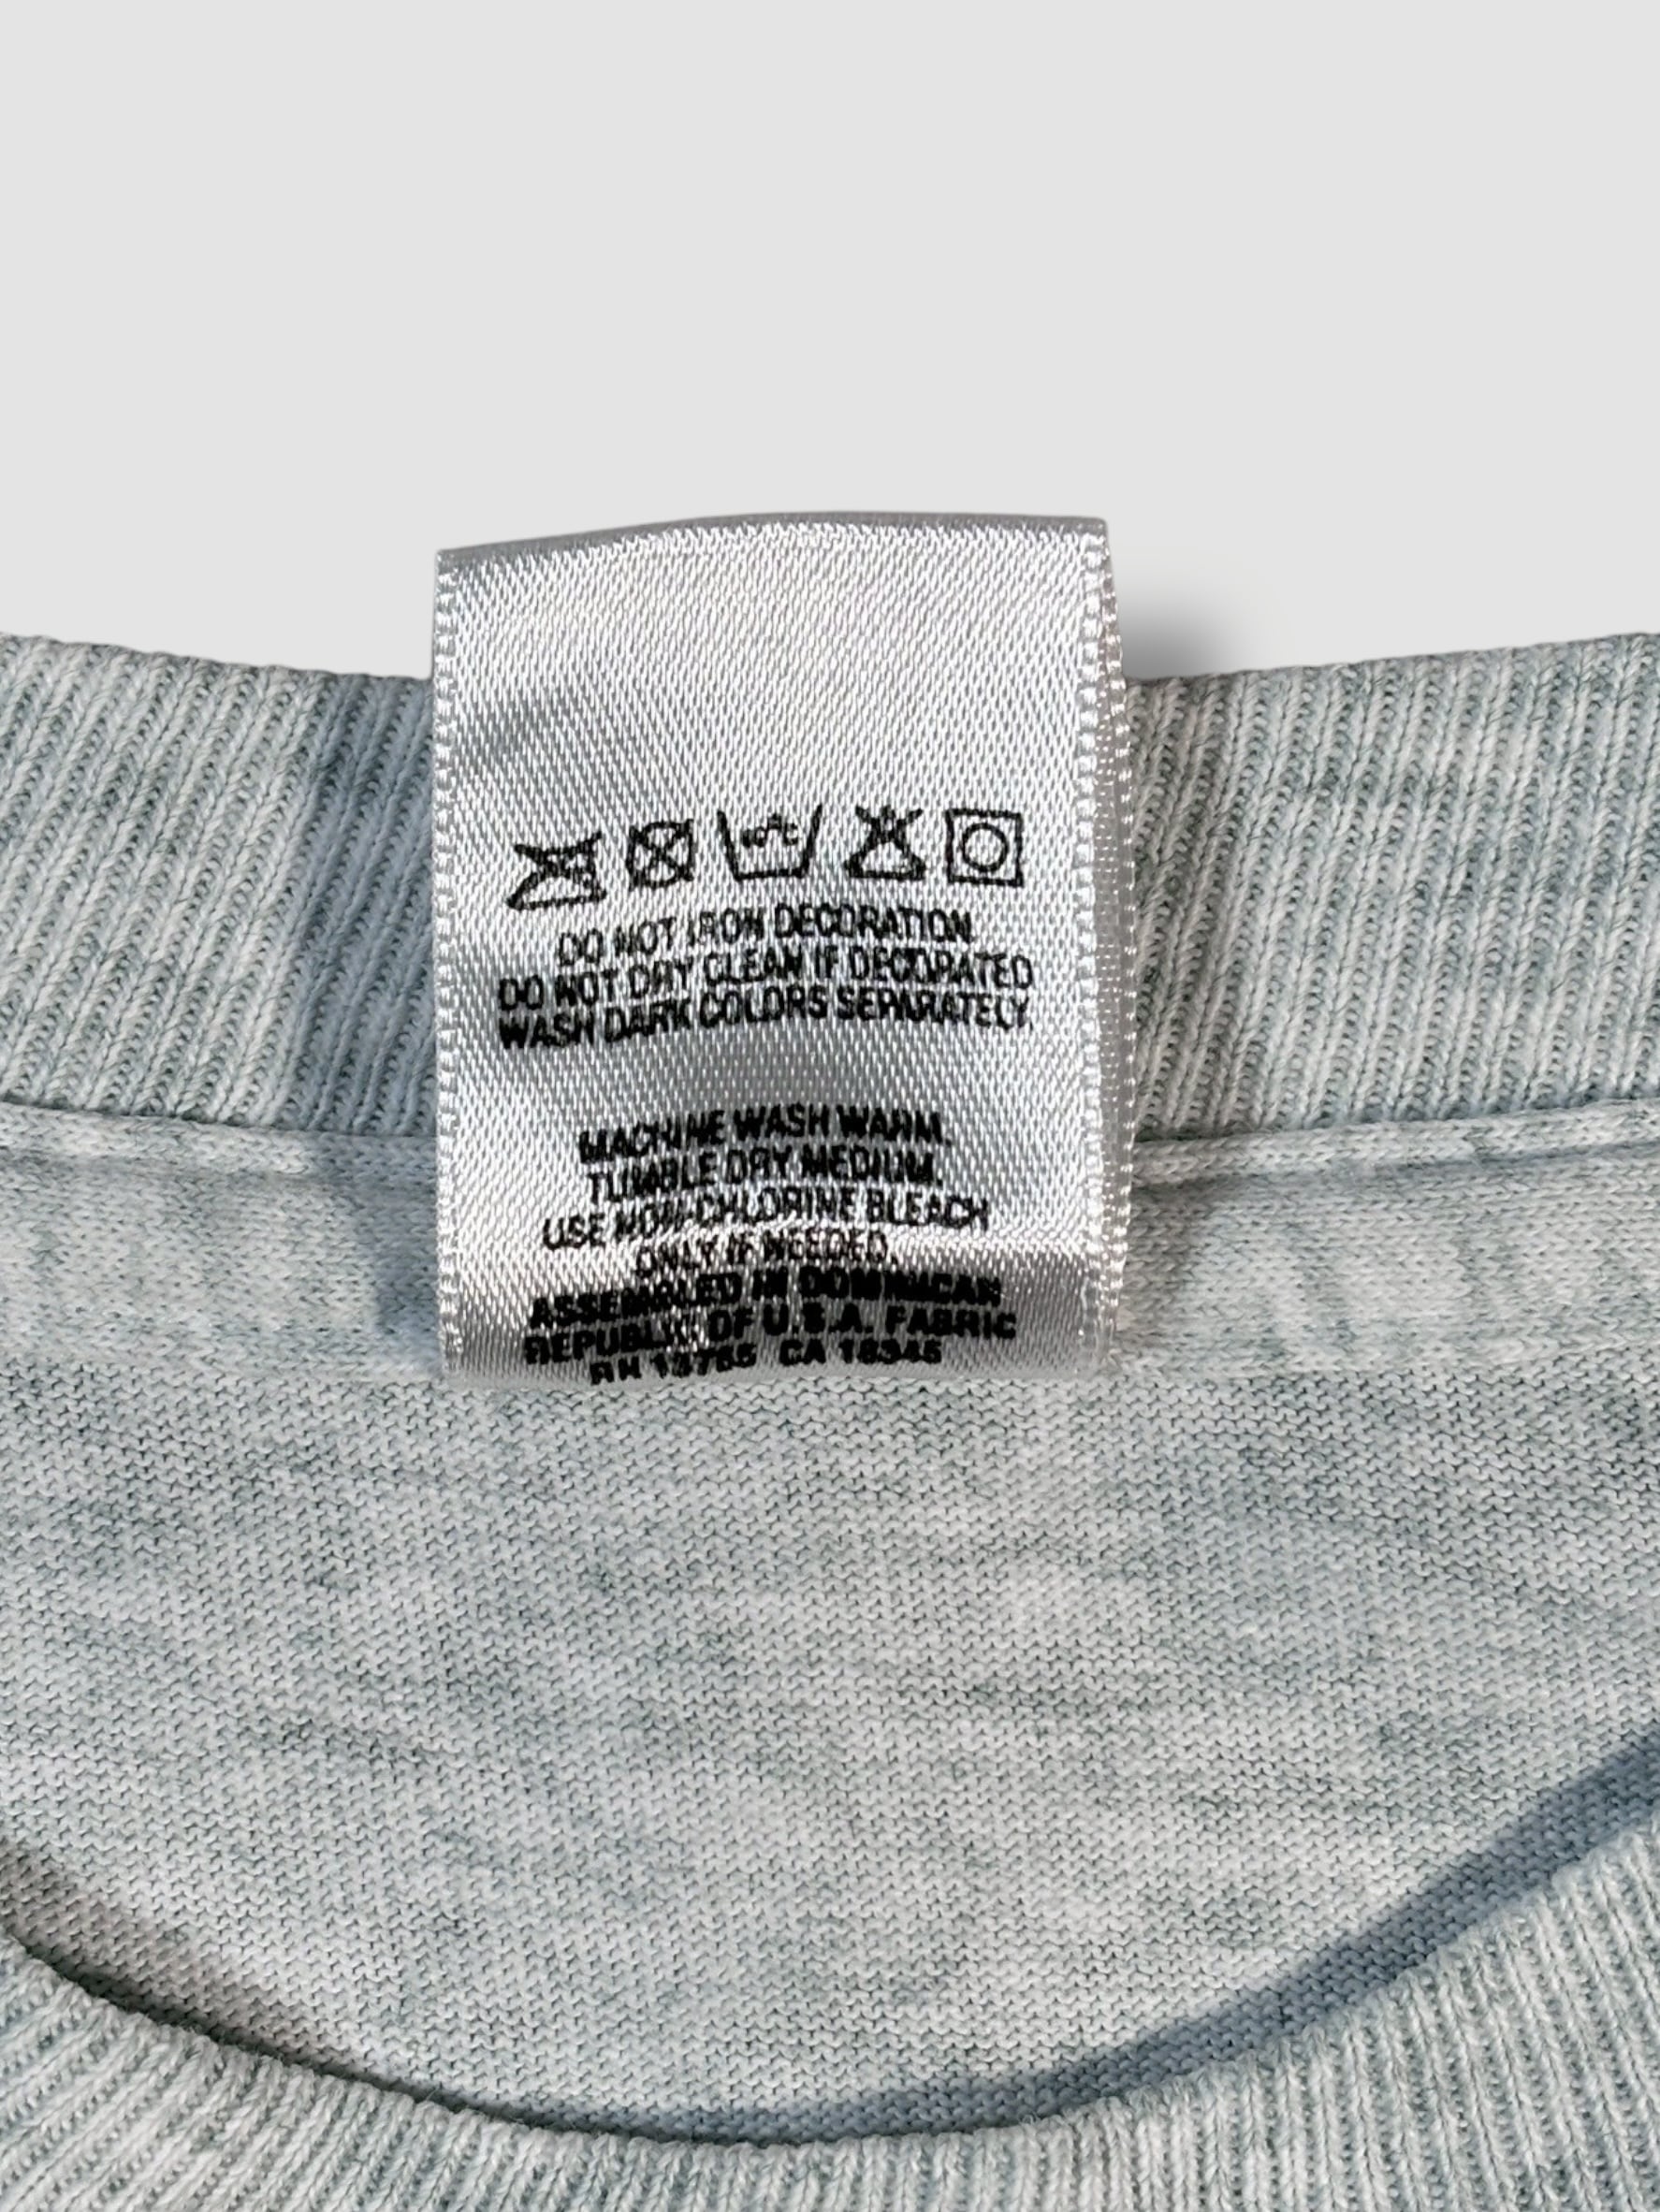 40°C
DO NOT IRON DECORATION
DO NOT DRY CLEAN IF DECORATED
WASH DARK COLORS SEPARATELY.
MACHINE WASH WARM.
TUMBLE DRY MEDIUM.
USE NON-CHLORINE BLEACH
ONLY IF NEEDED.
ASSEMBLED IN DOMINICAN
REPUBLIC OF U.S.A. FABRIC
RN 13765 CA 18345